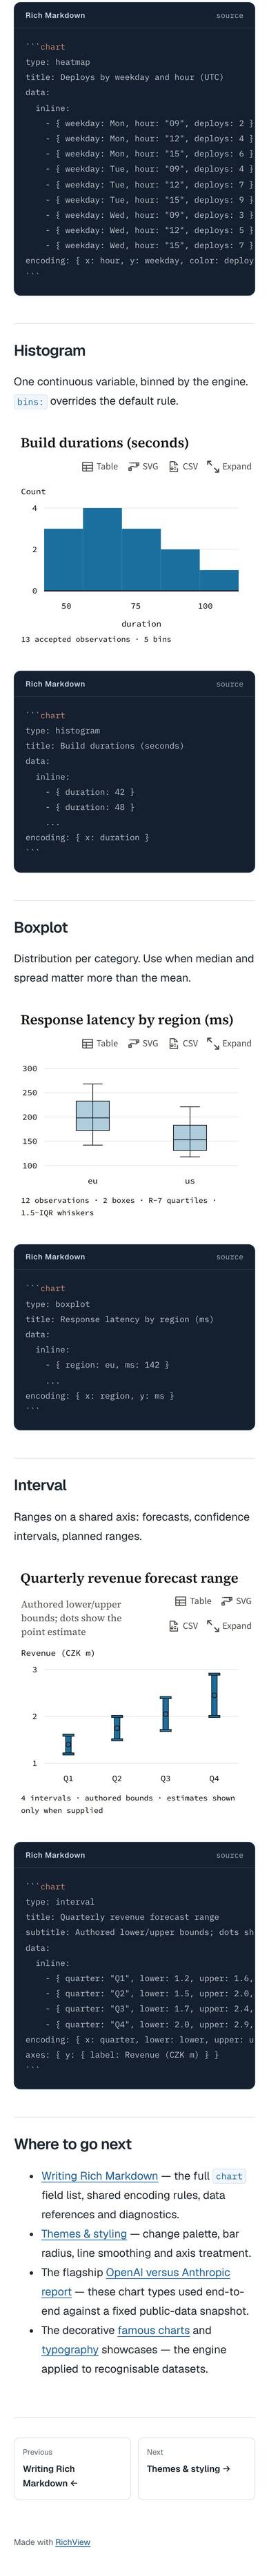 Rich Markdown source
```chart
type: heatmap
title: Deploys by weekday and hour (UTC)
data:
inline:
- { weekday: Mon, hour: "09", deploys: 2 }
- { weekday: Mon, hour: "12", deploys: 4 }
- { weekday: Mon, hour: "15", deploys: 6 }
- { weekday: Tue, hour: "09", deploys: 4 }
- { weekday: Tue, hour: "12", deploys: 7 }
- { weekday: Tue, hour: "15", deploys: 9 }
- { weekday: Wed, hour: "09", deploys: 3 }
- { weekday: Wed, hour: "12", deploys: 5 }
- { weekday: Wed, hour: "15", deploys: 7 }
encoding: { x: hour, y: weekday, color: deploy
```
Histogram
One continuous variable, binned by the engine.
bins: overrides the default rule.
Build durations (seconds)
Table SVG CSV Expand
Count
4
2
0
50 75 100
duration
13 accepted observations · 5 bins
Rich Markdown source
```chart
type: histogram
title: Build durations (seconds)
data:
inline:
- { duration: 42 }
- { duration: 48 }
...
encoding: { x: duration }
```
Boxplot
Distribution per category. Use when median and
spread matter more than the mean.
Response latency by region (ms)
Table SVG CSV Expand
300
250
200
150
100
eu us
12 observations · 2 boxes · R-7 quartiles ·
1.5-IQR whiskers
Rich Markdown source
```chart
type: boxplot
title: Response latency by region (ms)
data:
inline:
- { region: eu, ms: 142 }
...
encoding: { x: region, y: ms }
```
Interval
Ranges on a shared axis: forecasts, confidence
intervals, planned ranges.
Quarterly revenue forecast range
Authored lower/upper
bounds; dots show the
point estimate
Table SVG
CSV Expand
Revenue (CZK m)
3
2
1
Q1 Q2 Q3 Q4
4 intervals · authored bounds · estimates shown
only when supplied
Rich Markdown source
```chart
type: interval
title: Quarterly revenue forecast range
subtitle: Authored lower/upper bounds; dots sh
data:
inline:
- { quarter: "Q1", lower: 1.2, upper: 1.6,
- { quarter: "Q2", lower: 1.5, upper: 2.0,
- { quarter: "Q3", lower: 1.7, upper: 2.4,
- { quarter: "Q4", lower: 2.0, upper: 2.9,
encoding: { x: quarter, lower: lower, upper: u
axes: { y: { label: Revenue (CZK m) } }
```
Where to go next
• Writing Rich Markdown — the full chart
field list, shared encoding rules, data
references and diagnostics.
• Themes & styling — change palette, bar
radius, line smoothing and axis treatment.
• The flagship OpenAI versus Anthropic
report — these chart types used end-to-
end against a fixed public-data snapshot.
• The decorative famous charts and
typography showcases — the engine
applied to recognisable datasets.
Previous
Writing Rich
Markdown ←
Next
Themes & styling →
Made with RichView